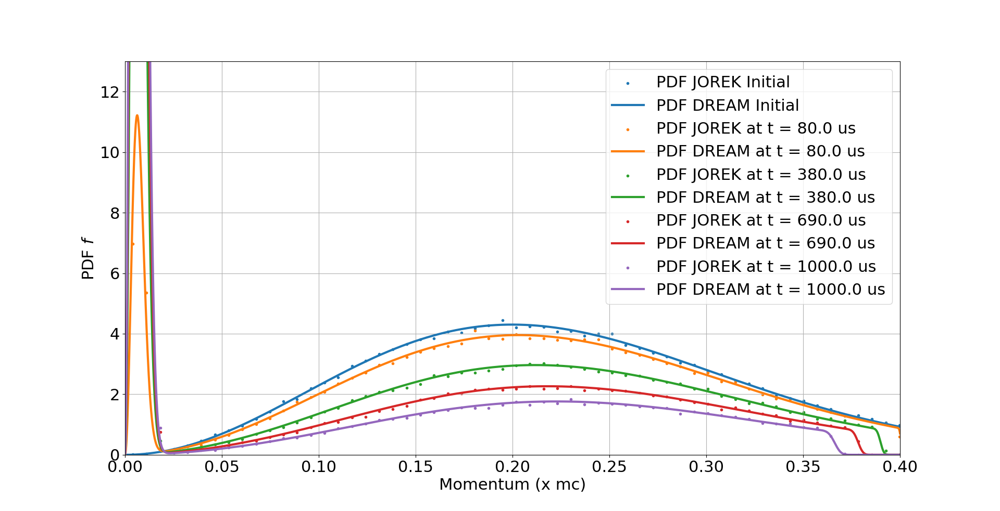 12
10
8
6
4
2
0
PDF f
0.00 0.05 0.10 0.15 0.20 0.25 0.30 0.35 0.40
Momentum (x mc)
PDF JOREK Initial
PDF DREAM Initial
PDF JOREK at t = 80.0 us
PDF DREAM at t = 80.0 us
PDF JOREK at t = 380.0 us
PDF DREAM at t = 380.0 us
PDF JOREK at t = 690.0 us
PDF DREAM at t = 690.0 us
PDF JOREK at t = 1000.0 us
PDF DREAM at t = 1000.0 us